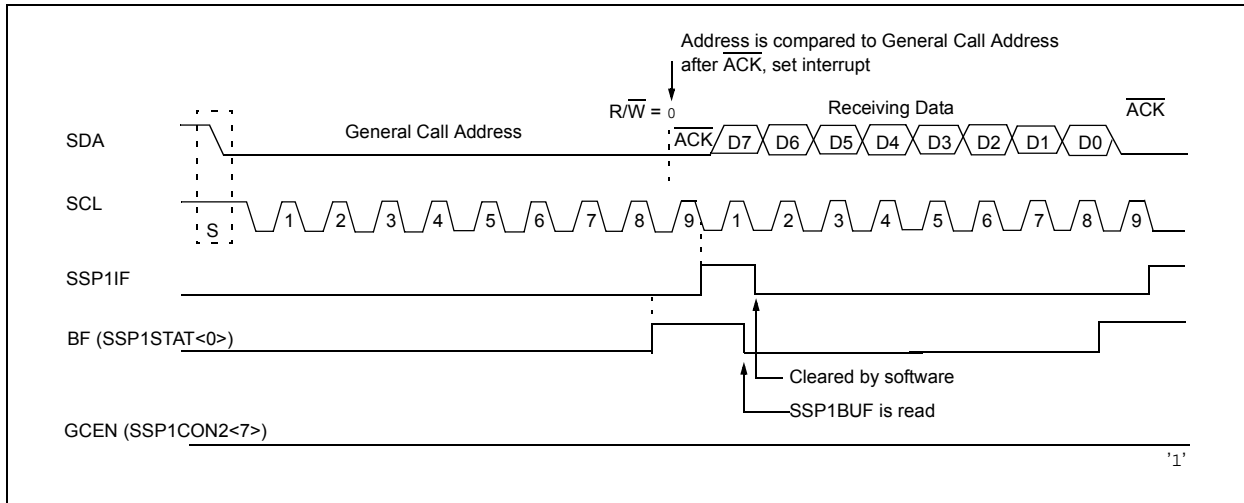 Address is compared to General Call Address
after ACK, set interrupt
R/W = 0
Receiving Data
ACK
SDA
General Call Address
ACK
D7 D6 D5 D4 D3 D2 D1 D0
SCL
S
1 2 3 4 5 6 7 8 9 1 2 3 4 5 6 7 8 9
SSP1IF
BF (SSP1STAT<0>)
Cleared by software
SSP1BUF is read
GCEN (SSP1CON2<7>)
'1'